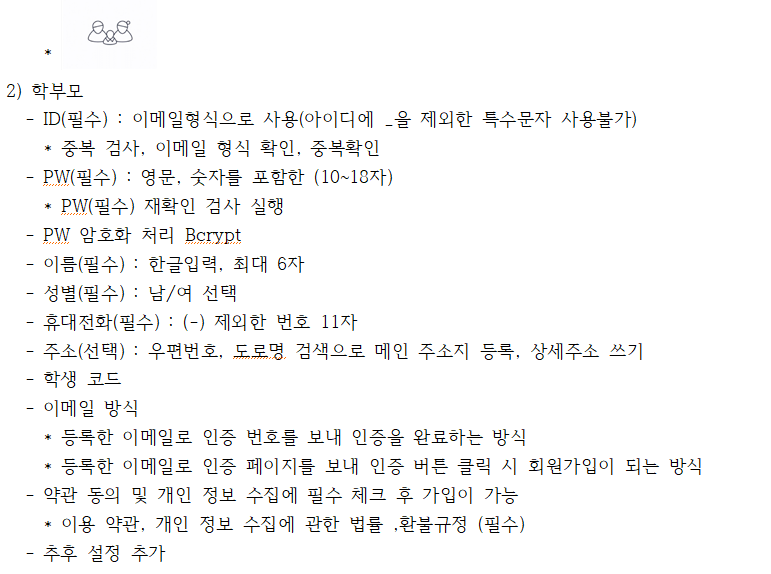 *
2) 학부모
- ID(필수) : 이메일형식으로 사용(아이디에 _을 제외한 특수문자 사용불가)
* 중복 검사, 이메일 형식 확인, 중복확인
- PW(필수) : 영문, 숫자를 포함한 (10~18자)
* PW(필수) 재확인 검사 실행
- PW 암호화 처리 Bcrypt
- 이름(필수) : 한글입력, 최대 6자
- 성별(필수) : 남/여 선택
- 휴대전화(필수) : (-) 제외한 번호 11자
- 주소(선택) : 우편번호, 도로명 검색으로 메인 주소지 등록, 상세주소 쓰기
- 학생 코드
- 이메일 방식
* 등록한 이메일로 인증 번호를 보내 인증을 완료하는 방식
* 등록한 이메일로 인증 페이지를 보내 인증 버튼 클릭 시 회원가입이 되는 방식
- 약관 동의 및 개인 정보 수집에 필수 체크 후 가입이 가능
* 이용 약관, 개인 정보 수집에 관한 법률 ,환불규정 (필수)
- 추후 설정 추가